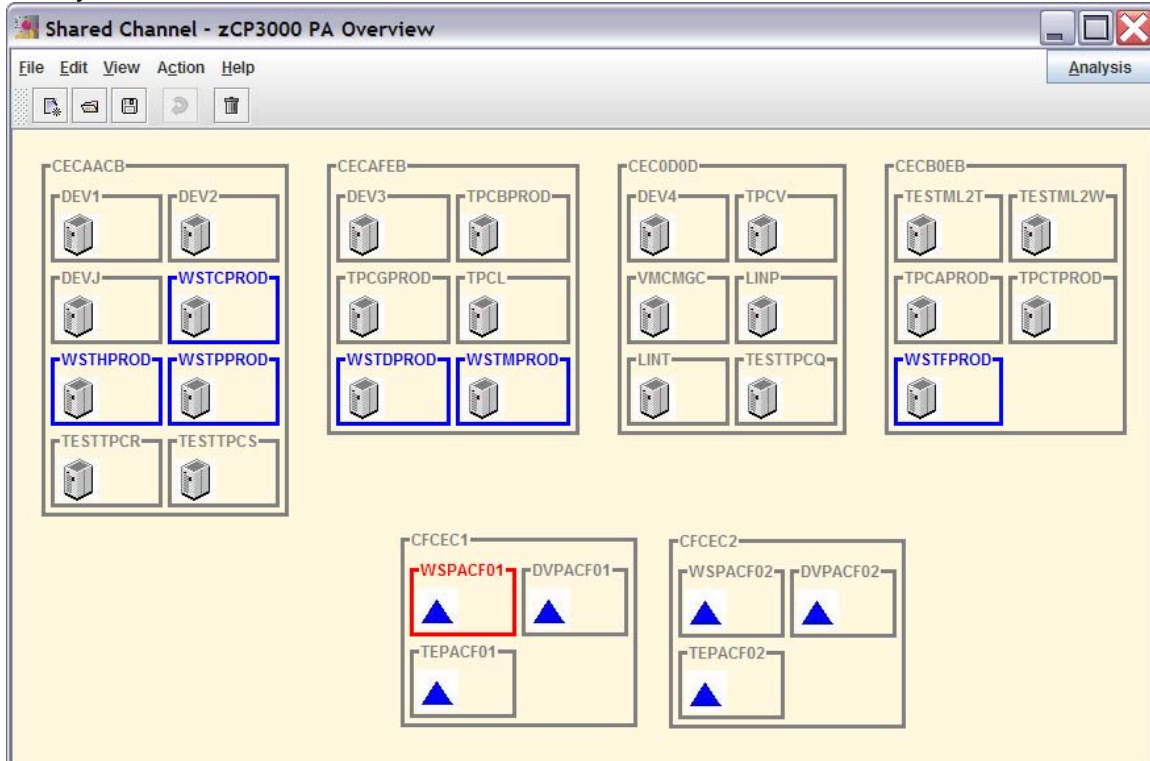 Shared Channel - zCP3000 PA Overview
File Edit View Action Help Analysis
CECAACB
DEV1 DEV2
DEVJ WSTCPROD
WSTHPROD WSTPPROD
TESTTPCR TESTTPCS
CECAFEB
DEV3 TPCBPROD
TPCGPROD TPCL
WSTDPROD WSTMPROD
CEC0D0D
DEV4 TPCV
VMCMGC LINP
LINT TESTTPCQ
CECB0EB
TESTML2T TESTML2W
TPCAPROD TPCTPROD
WSTFPROD
CFCEC1
WSPACF01 DVPACF01
TEPACF01
CFCEC2
WSPACF02 DVPACF02
TEPACF02